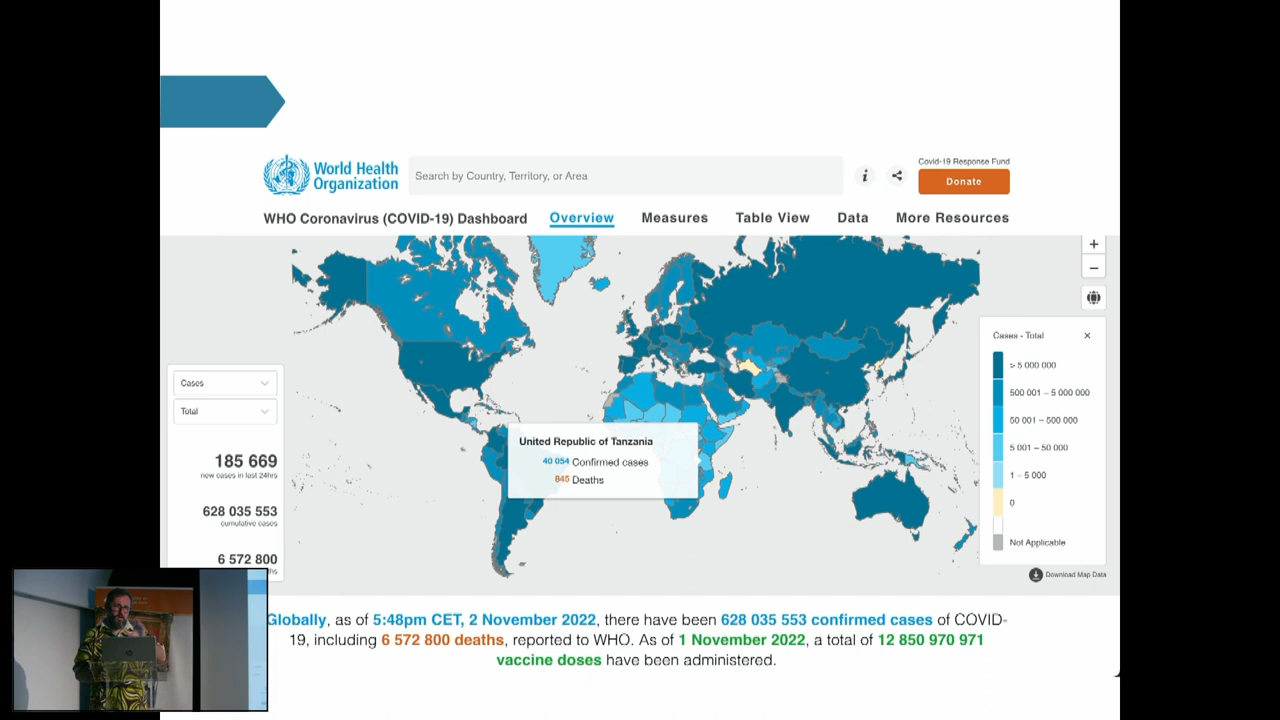 World Health
Organization
Search by Country, Territory, or Area
i
Covid-19 Response Fund
Donate
WHO Coronavirus (COVID-19) Dashboard
Overview
Measures
Table View
Data
More Resources
+
−
Cases - Total
> 5 000 000
500 001 – 5 000 000
50 001 – 500 000
5 001 – 50 000
1 – 5 000
0
Not Applicable
Download Map Data
Cases
Total
185 669
new cases in last 24hrs
628 035 553
cumulative cases
6 572 800
United Republic of Tanzania
40 054 Confirmed cases
845 Deaths
Globally, as of 5:48pm CET, 2 November 2022, there have been 628 035 553 confirmed cases of COVID-
19, including 6 572 800 deaths, reported to WHO. As of 1 November 2022, a total of 12 850 970 971
vaccine doses have been administered.